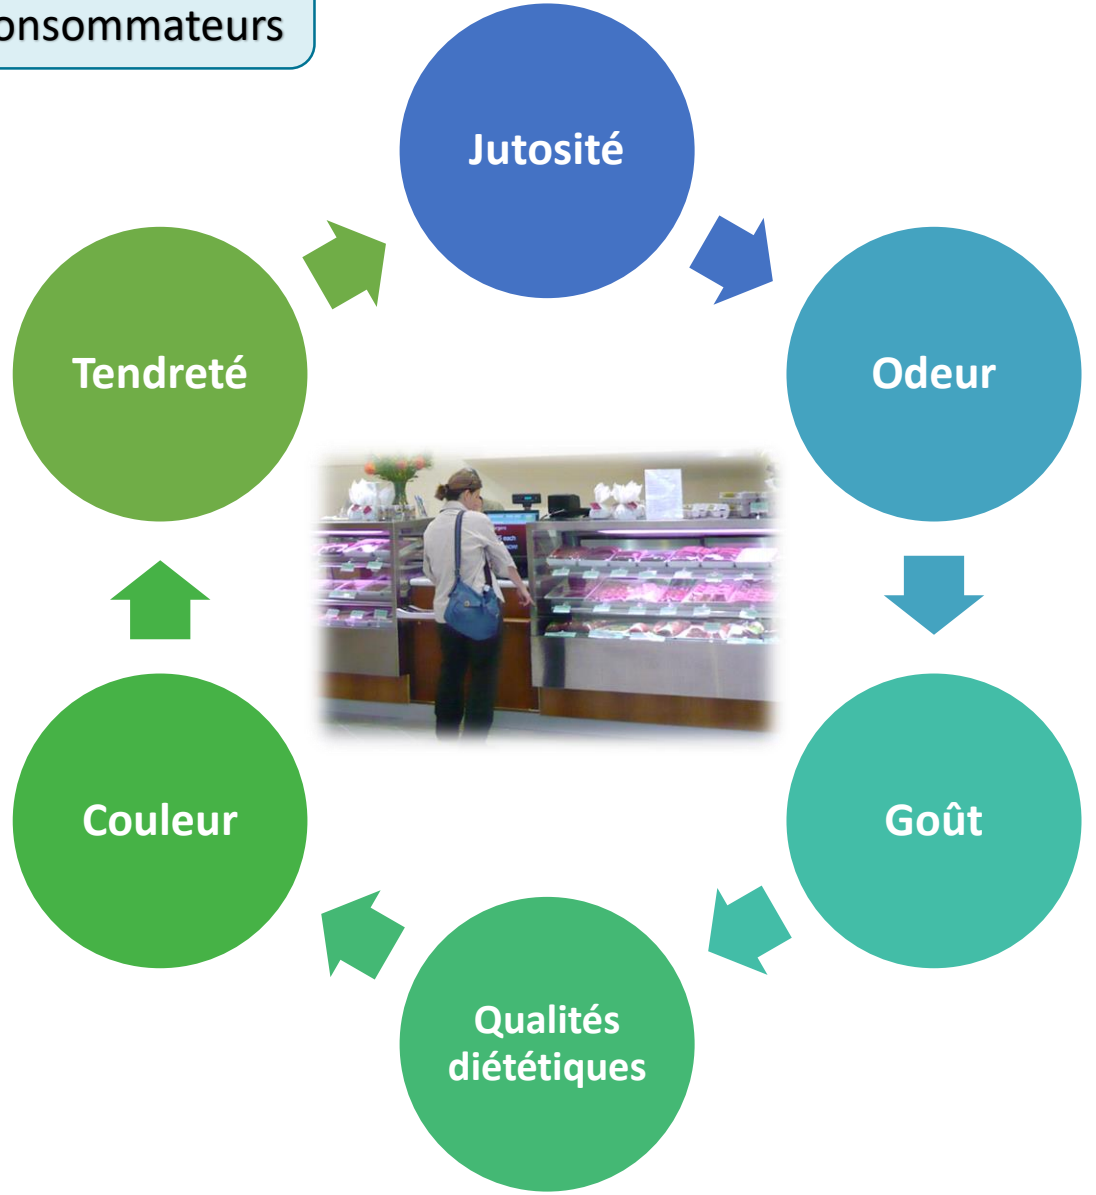 onsommateurs
Jutosité
Odeur
Goût
Qualités
diététiques
Couleur
Tendreté